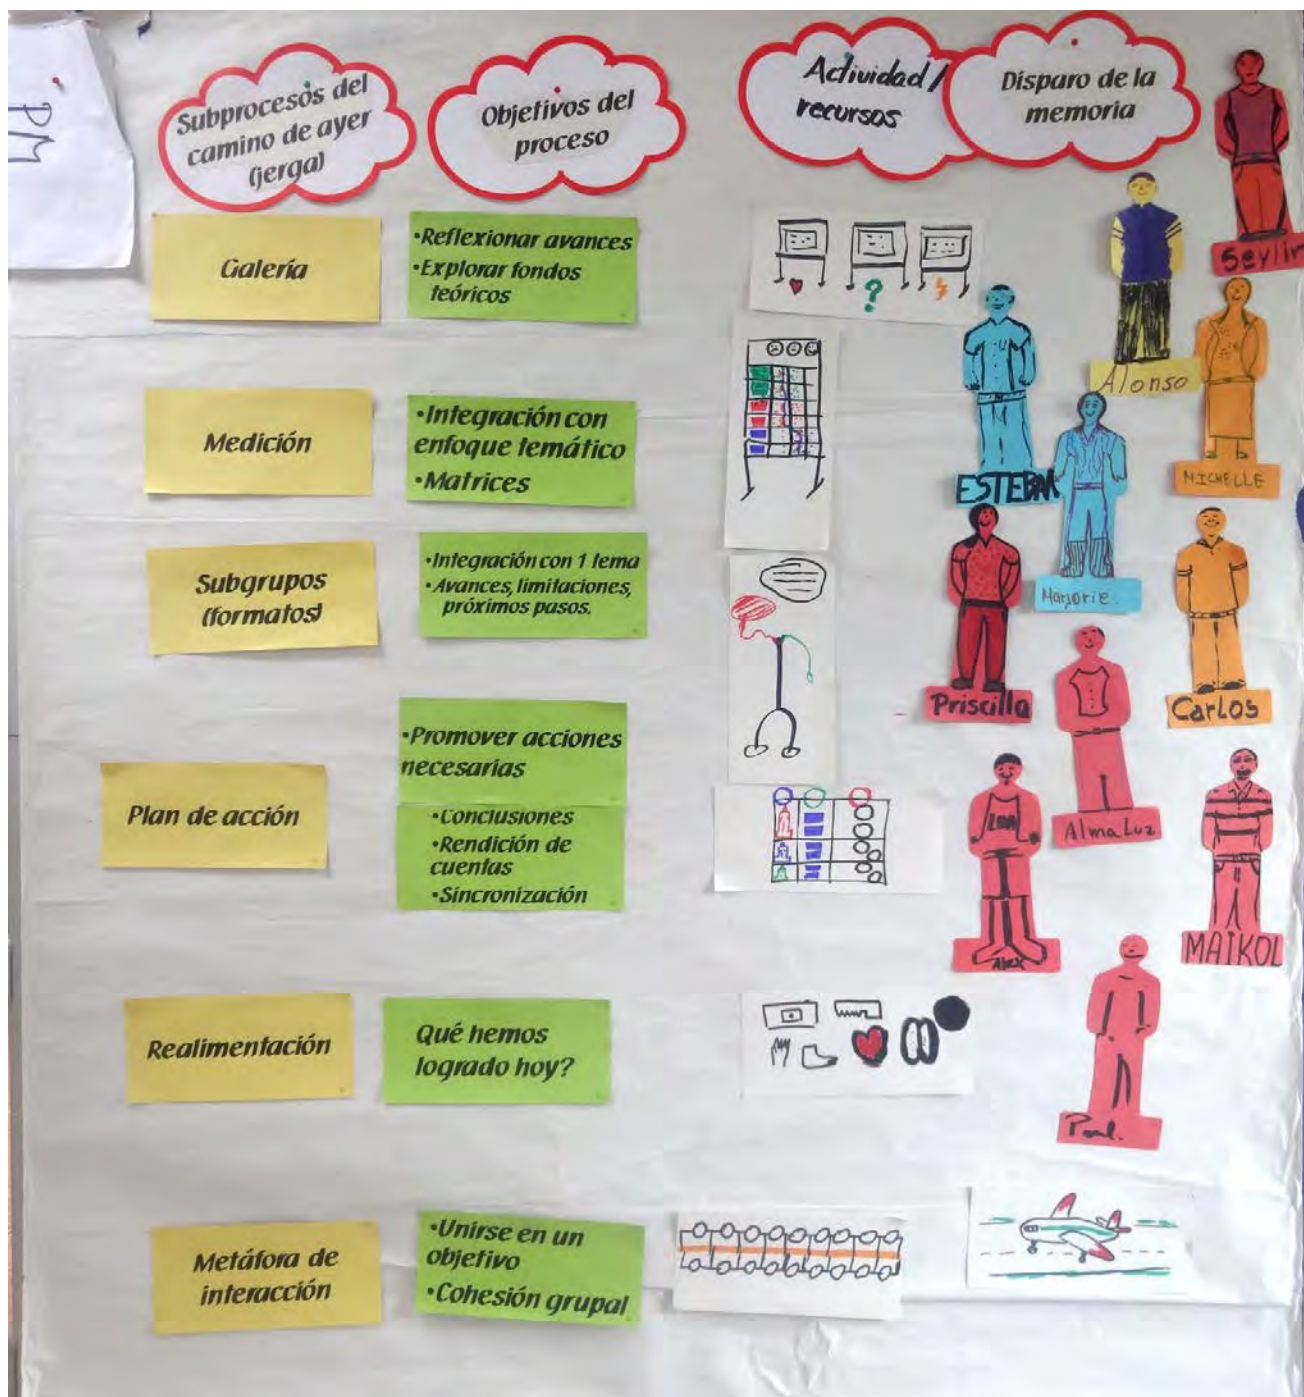 Subprocesos del
camino de ayer
(jerga)
Objetivos del
proceso
Actividad/
recursos
Disparo de la
memoria
Galería
•Reflexionar avances
•Explorar fondos
teóricos
?
Medición
•Integración con
enfoque temático
•Matrices
Subgrupos
(formatos)
•Integración con 1 tema
•Avances, limitaciones,
próximos pasos.
Plan de acción
•Promover acciones
necesarias
•Conclusiones
•Rendición de
cuentas
•Sincronización
Realimentación
Qué hemos
logrado hoy?
Metáfora de
interacción
•Unirse en un
objetivo
•Cohesión grupal
Seylin
Alonso
MICHELLE
ESTEBAN
Marjorie.
Priscilla
Carlos
Alma Luz
Alex
MAIKOL